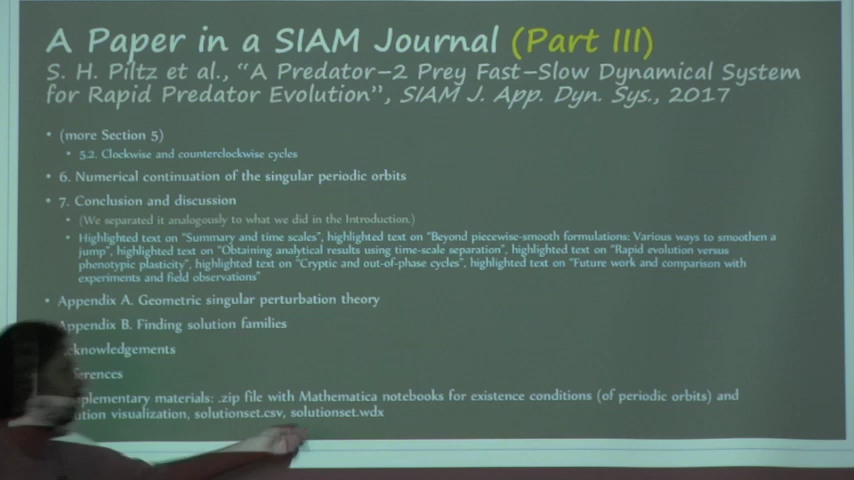 A Paper in a SIAM Journal (Part III)
S. H. Piltz et al., “A Predator–2 Prey Fast–Slow Dynamical System
for Rapid Predator Evolution”, SIAM J. App. Dyn. Sys., 2017
• (more Section 5)
• 5.2. Clockwise and counterclockwise cycles
• 6. Numerical continuation of the singular periodic orbits
• 7. Conclusion and discussion
• (We separated it analogously to what we did in the Introduction.)
• Highlighted text on “Summary and time scales”, highlighted text on “Beyond piecewise-smooth formulations: Various ways to smoothen a
jump”, highlighted text on “Obtaining analytical results using time-scale separation”, highlighted text on “Rapid evolution versus
phenotypic plasticity”, highlighted text on “Cryptic and out-of-phase cycles”, highlighted text on “Future work and comparison with
experiments and field observations”
• Appendix A. Geometric singular perturbation theory
Appendix B. Finding solution families
cknowledgements
ferences
plementary materials: .zip file with Mathematica notebooks for existence conditions (of periodic orbits) and
ution visualization, solutionset.csv, solutionset.wdx